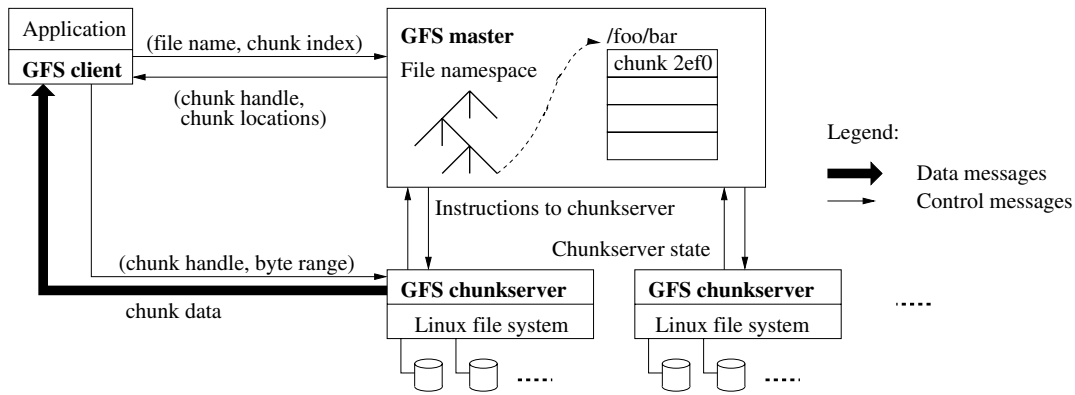 Application
GFS client
(file name, chunk index)
(chunk handle,
chunk locations)
GFS master
File namespace
/foo/bar
chunk 2ef0
Legend:
Data messages
Control messages
Instructions to chunkserver
Chunkserver state
(chunk handle, byte range)
chunk data
GFS chunkserver
Linux file system
GFS chunkserver
Linux file system